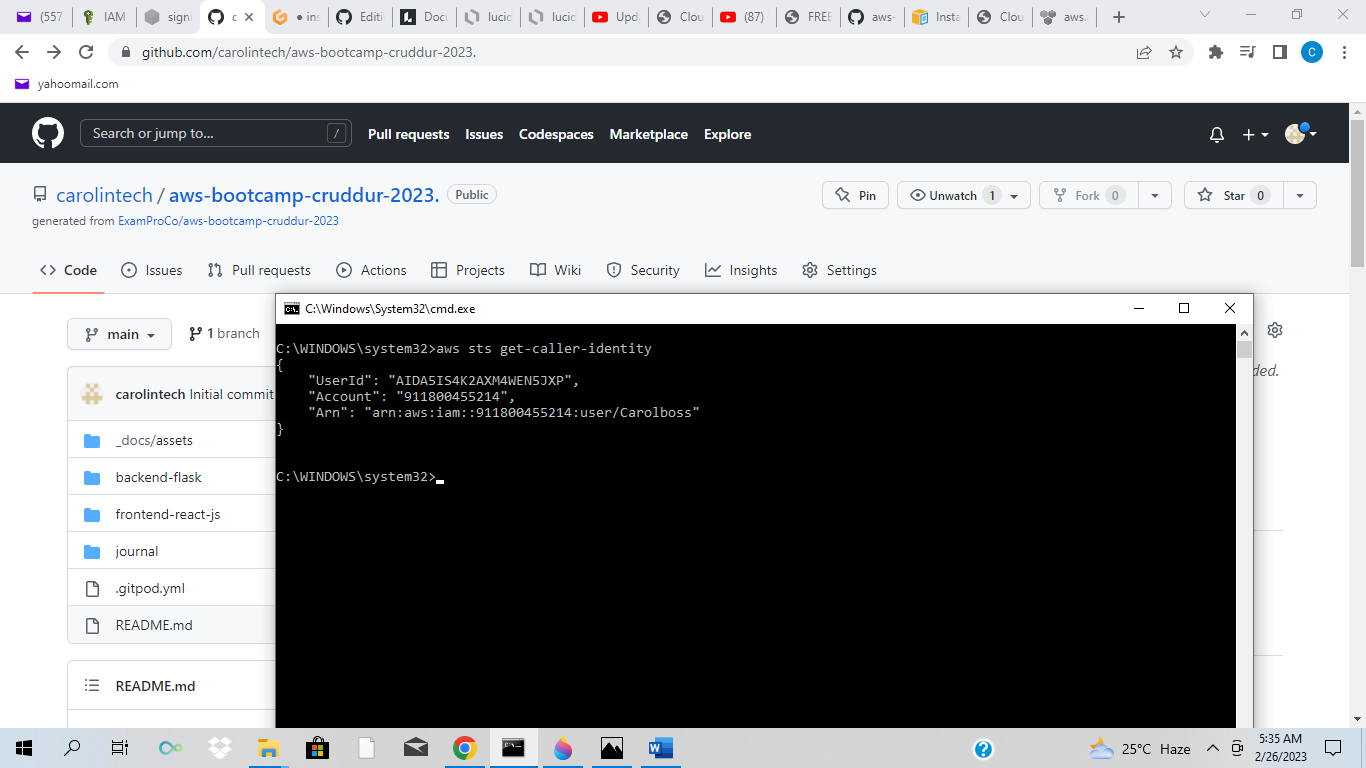 (557 IAM signi c • ins Editi Docu lucid lucid Upda Clou (87) FREE aws- Insta Clou aws.
github.com/carolintech/aws-bootcamp-cruddur-2023.
C
yahoomail.com
Search or jump to... /
Pull requests Issues Codespaces Marketplace Explore
carolintech / aws-bootcamp-cruddur-2023. Public
Pin Unwatch 1 Fork 0 Star 0
generated from ExamProCo/aws-bootcamp-cruddur-2023
Code Issues Pull requests Actions Projects Wiki Security Insights Settings
C:\Windows\System32\cmd.exe
main 1 branch
C:\WINDOWS\system32>aws sts get-caller-identity
{
"UserId": "AIDA5IS4K2AXM4WEN5JXP",
"Account": "911800455214",
"Arn": "arn:aws:iam::911800455214:user/Carolboss"
}
C:\WINDOWS\system32>
ded.
carolintech Initial commit
_docs/assets
backend-flask
frontend-react-js
journal
.gitpod.yml
README.md
README.md
25°C Haze
5:35 AM
2/26/2023